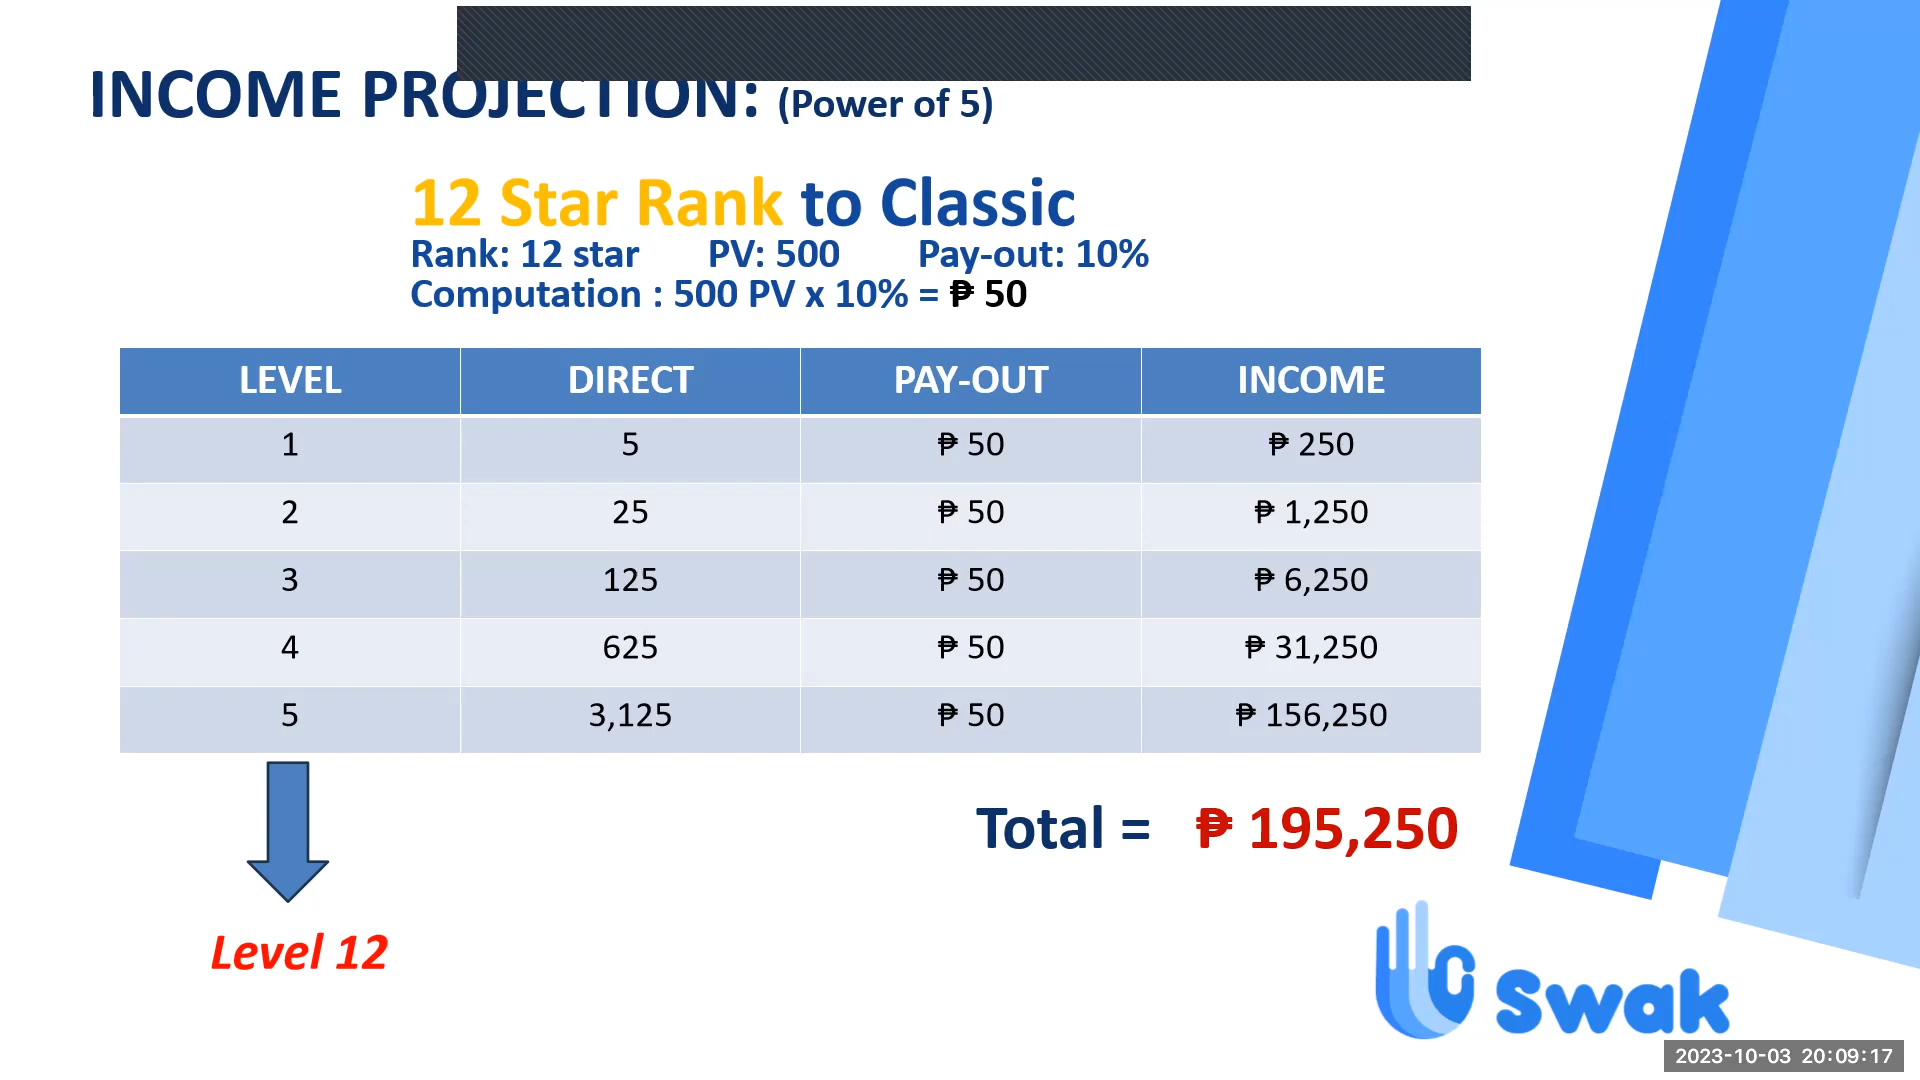 INCOME PROJECTION: (Power of 5)
12 Star Rank to Classic
Rank: 12 star PV: 500 Pay-out: 10%
Computation : 500 PV x 10% = ₱ 50
LEVEL DIRECT PAY-OUT INCOME
1 5 ₱ 50 ₱ 250
2 25 ₱ 50 ₱ 1,250
3 125 ₱ 50 ₱ 6,250
4 625 ₱ 50 ₱ 31,250
5 3,125 ₱ 50 ₱ 156,250
Total = ₱ 195,250
Level 12
Swak
2023-10-03 20:09:17